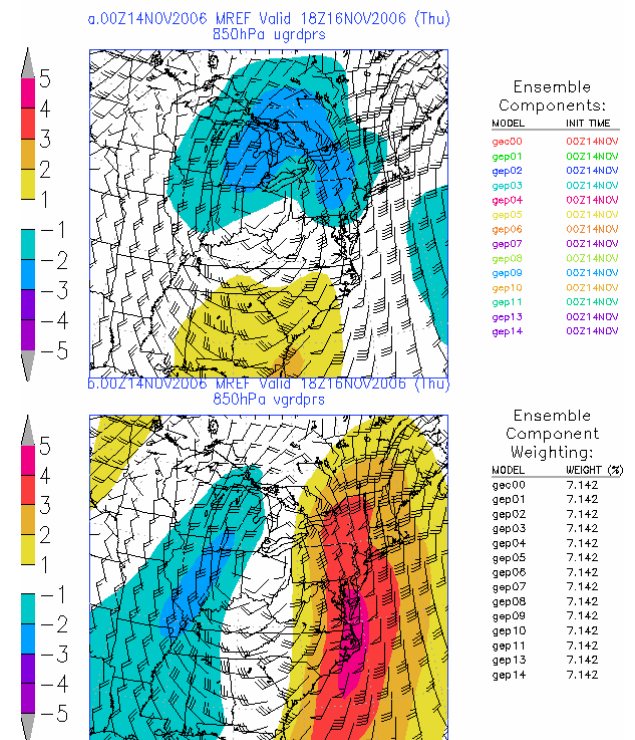 a.00Z14NOV2006 MREF Valid 18Z16NOV2006 (Thu)
850hPa ugrdprs
5
4
3
2
1
-1
-2
-3
-4
-5
Ensemble
Components:
MODEL INIT TIME
gec00 00Z14NOV
gep01 00Z14NOV
gep02 00Z14NOV
gep03 00Z14NOV
gep04 00Z14NOV
gep05 00Z14NOV
gep06 00Z14NOV
gep07 00Z14NOV
gep08 00Z14NOV
gep09 00Z14NOV
gep10 00Z14NOV
gep11 00Z14NOV
gep13 00Z14NOV
gep14 00Z14NOV
b.00Z14NOV2006 MREF Valid 18Z16NOV2006 (Thu)
850hPa vgrdprs
5
4
3
2
1
-1
-2
-3
-4
-5
Ensemble
Component
Weighting:
MODEL WEIGHT (%)
gec00 7.142
gep01 7.142
gep02 7.142
gep03 7.142
gep04 7.142
gep05 7.142
gep06 7.142
gep07 7.142
gep08 7.142
gep09 7.142
gep10 7.142
gep11 7.142
gep13 7.142
gep14 7.142